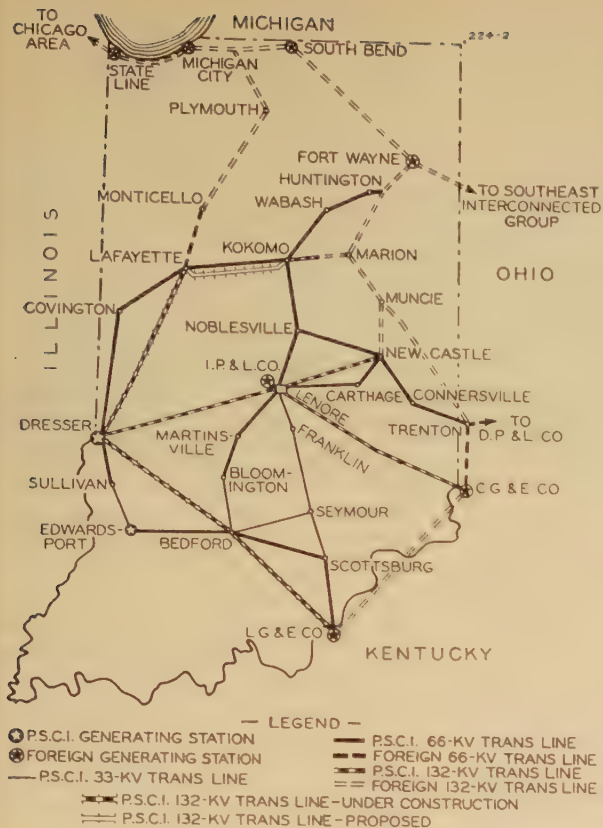 TO
CHICAGO
AREA
MICHIGAN
224-2
STATE
LINE
MICHIGAN
CITY
SOUTH BEND
PLYMOUTH
FORT WAYNE
HUNTINGTON
TO SOUTHEAST
INTERCONNECTED
GROUP
MONTICELLO
WABASH
LAFAYETTE
KOKOMO
MARION
OHIO
ILLINOIS
COVINGTON
MUNCIE
NOBLESVILLE
I.P.& L.CO.
NEW CASTLE
LENORE
CARTHAGE
CONNERSVILLE
DRESSER
TRENTON
TO
D.P.& L CO
MARTINS-
VILLE
FRANKLIN
SULLIVAN
BLOOM-
INGTON
C.G.& E CO
EDWARDS-
PORT
BEDFORD
SEYMOUR
SCOTTSBURG
L.G.& E CO
KENTUCKY
— LEGEND —
P.S.C.I. GENERATING STATION
FOREIGN GENERATING STATION
P.S.C.I. 33-KV TRANS LINE
P.S.C.I. 66-KV TRANS LINE
FOREIGN 66-KV TRANS LINE
P.S.C.I. 132-KV TRANS LINE
FOREIGN 132-KV TRANS LINE
P.S.C.I. 132-KV TRANS LINE-UNDER CONSTRUCTION
P.S.C.I. 132-KV TRANS LINE-PROPOSED